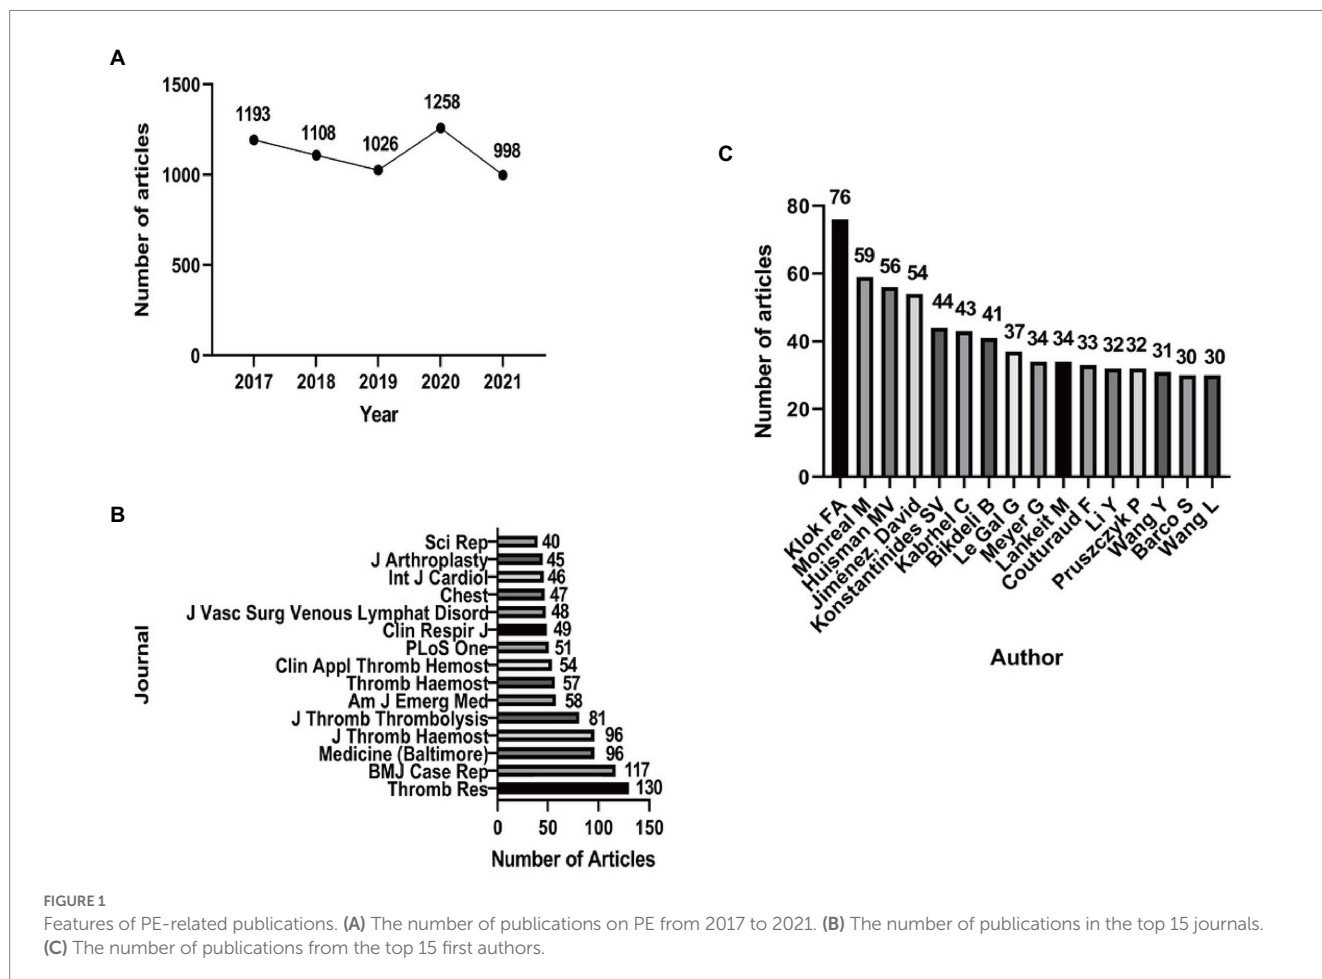 A
Number of articles
1500
1000
500
0
1193
1108
1026
1258
998
2017 2018 2019 2020 2021
Year
B
Journal
Sci Rep 40
J Arthroplasty 45
Int J Cardiol 46
Chest 47
J Vasc Surg Venous Lymphat Disord 48
Clin Respir J 49
PLoS One 51
Clin Appl Thromb Hemost 54
Thromb Haemost 57
Am J Emerg Med 58
J Thromb Thrombolysis 81
J Thromb Haemost 96
Medicine (Baltimore) 96
BMJ Case Rep 117
Thromb Res 130
0 50 100 150
Number of Articles
C
Number of articles
80
60
40
20
0
76
59
56
54
44
43
41
37
34
34
33
32
32
31
30
30
Klok FA
Monreal M
Huisman MV
Jiménez, David
Konstantinides SV
Kabrhel C
Bikdeli B
Le Gal G
Meyer G
Lankeit M
Couturaud F
Li Y
Pruszczyk P
Wang Y
Barco S
Wang L
Author
FIGURE 1
Features of PE-related publications. (A) The number of publications on PE from 2017 to 2021. (B) The number of publications in the top 15 journals.
(C) The number of publications from the top 15 first authors.